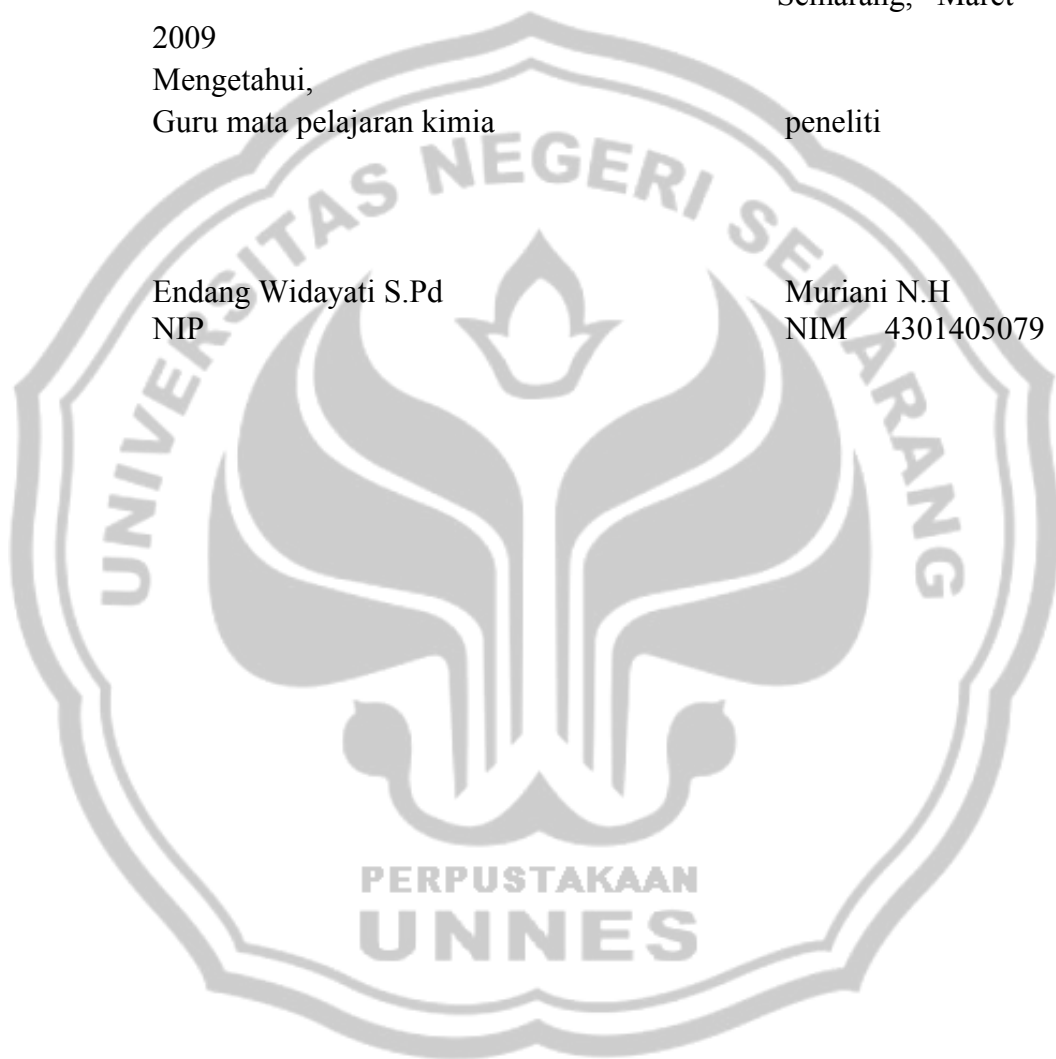 Semarang, Maret
2009
Mengetahui,
Guru mata pelajaran kimia peneliti
Endang Widayati S.Pd Muriani N.H
NIP NIM 4301405079
UNIVERSITAS NEGERI SEMARANG
PERPUSTAKAAN
UNNES